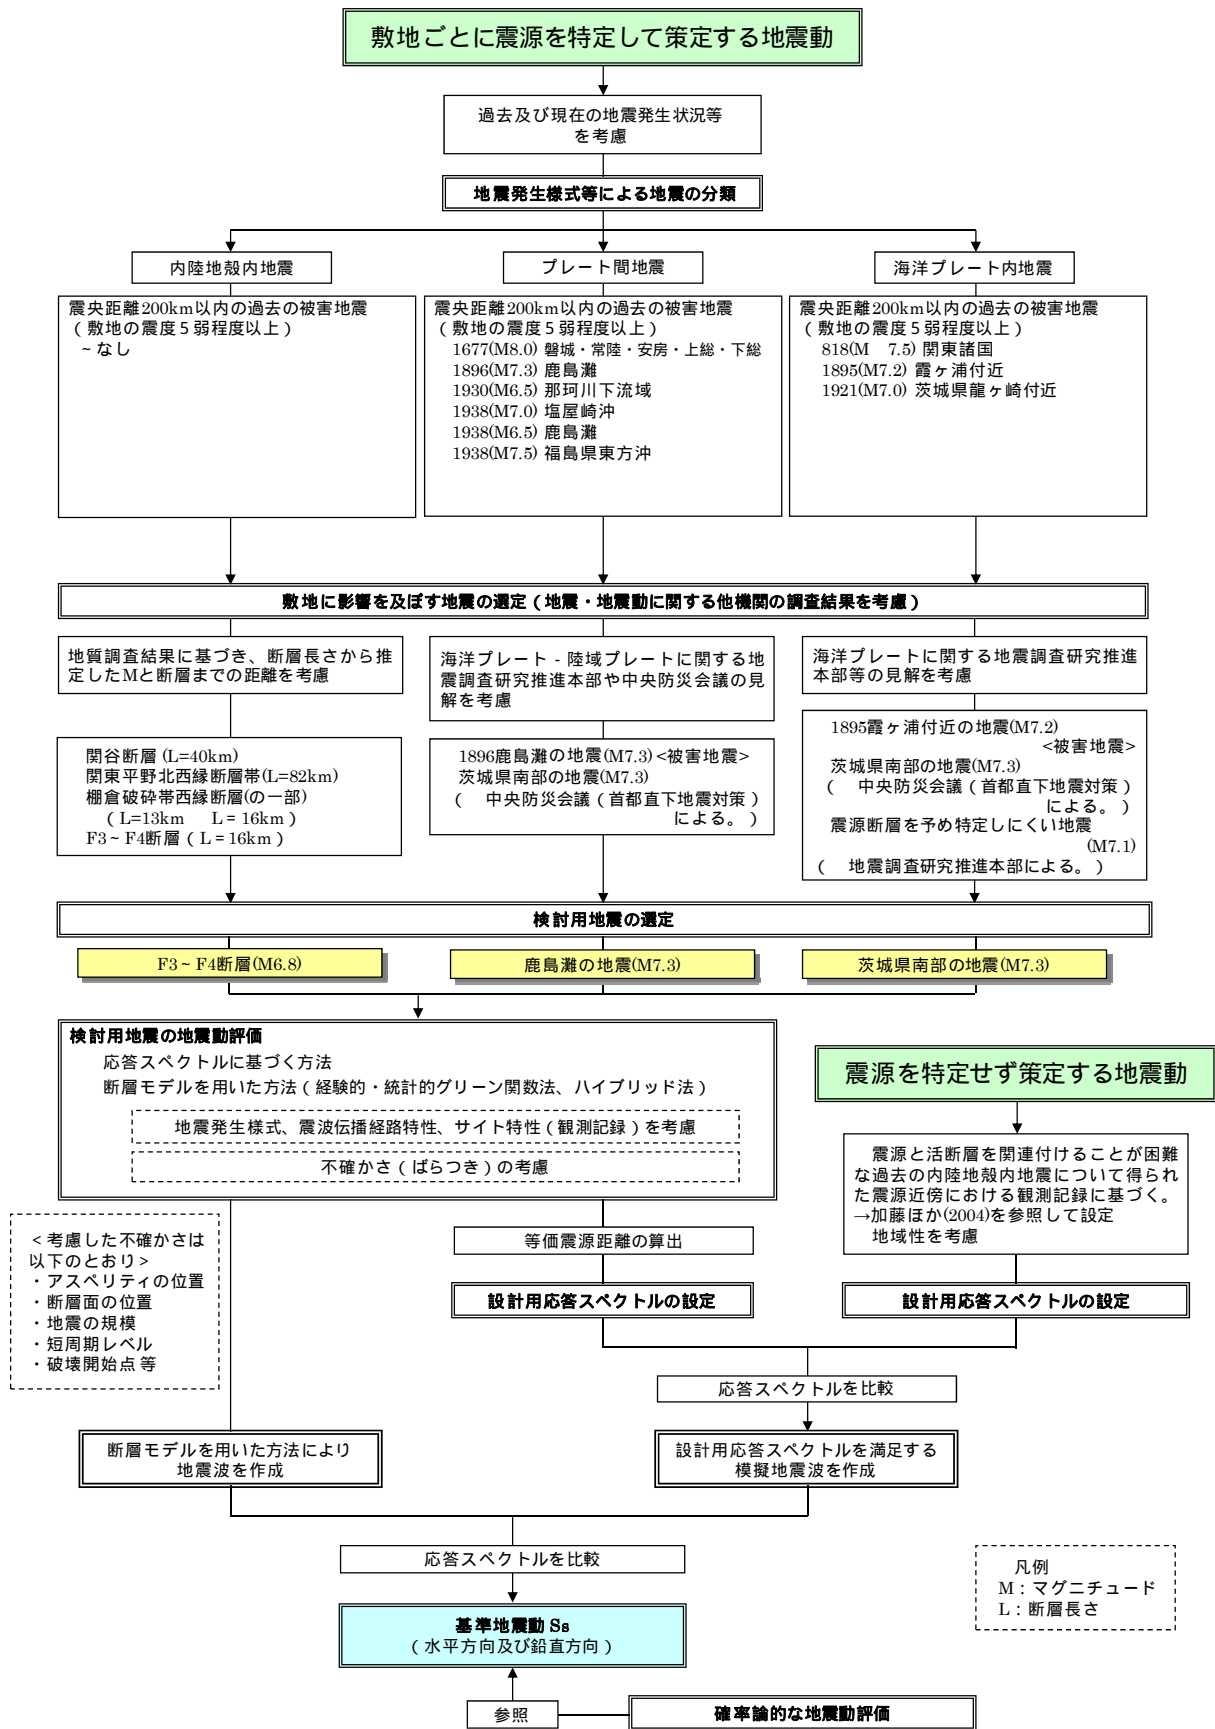 敷地ごとに震源を特定して策定する地震動
過去及び現在の地震発生状況等
を考慮
地震発生様式等による地震の分類
内陸地殻内地震
震央距離200km以内の過去の被害地震
(敷地の震度5弱程度以上)
~なし
プレート間地震
震央距離200km以内の過去の被害地震
(敷地の震度5弱程度以上)
1677(M8.0) 磐城・常陸・安房・上総・下総
1896(M7.3) 鹿島灘
1930(M6.5) 那珂川下流域
1938(M7.0) 塩屋崎沖
1938(M6.5) 鹿島灘
1938(M7.5) 福島県東方沖
海洋プレート内地震
震央距離200km以内の過去の被害地震
(敷地の震度5弱程度以上)
818(M 7.5) 関東諸国
1895(M7.2) 霞ヶ浦付近
1921(M7.0) 茨城県龍ヶ崎付近
敷地に影響を及ぼす地震の選定(地震・地震動に関する他機関の調査結果を考慮)
地質調査結果に基づき、断層長さから推
定したMと断層までの距離を考慮
関谷断層 (L=40km)
関東平野北西縁断層帯(L=82km)
棚倉破砕帯西縁断層(の一部)
(L=13km L=16km)
F3~F4断層(L=16km)
海洋プレート-陸域プレートに関する地
震調査研究推進本部や中央防災会議の見
解を考慮
1896鹿島灘の地震(M7.3)<被害地震>
茨城県南部の地震(M7.3)
( 中央防災会議(首都直下地震対策)
による。)
海洋プレートに関する地震調査研究推進
本部等の見解を考慮
1895霞ヶ浦付近の地震(M7.2)
<被害地震>
茨城県南部の地震(M7.3)
( 中央防災会議(首都直下地震対策)
による。)
震源断層を予め特定しにくい地震
(M7.1)
( 地震調査研究推進本部による。)
検討用地震の選定
F3~F4断層(M6.8)
鹿島灘の地震(M7.3)
茨城県南部の地震(M7.3)
検討用地震の地震動評価
応答スペクトルに基づく方法
断層モデルを用いた方法(経験的・統計的グリーン関数法、ハイブリッド法)
地震発生様式、震波伝播経路特性、サイト特性(観測記録)を考慮
不確かさ(ばらつき)の考慮
震源を特定せず策定する地震動
震源と活断層を関連付けることが困難
な過去の内陸地殻内地震について得られ
た震源近傍における観測記録に基づく。
→加藤ほか(2004)を参照して設定
地域性を考慮
<考慮した不確かさは
以下のとおり>
・アスペリティの位置
・断層面の位置
・地震の規模
・短周期レベル
・破壊開始点 等
等価震源距離の算出
設計用応答スペクトルの設定
設計用応答スペクトルの設定
応答スペクトルを比較
断層モデルを用いた方法により
地震波を作成
設計用応答スペクトルを満足する
模擬地震波を作成
応答スペクトルを比較
凡例
M:マグニチュード
L:断層長さ
基準地震動 Ss
(水平方向及び鉛直方向)
参照
確率論的な地震動評価